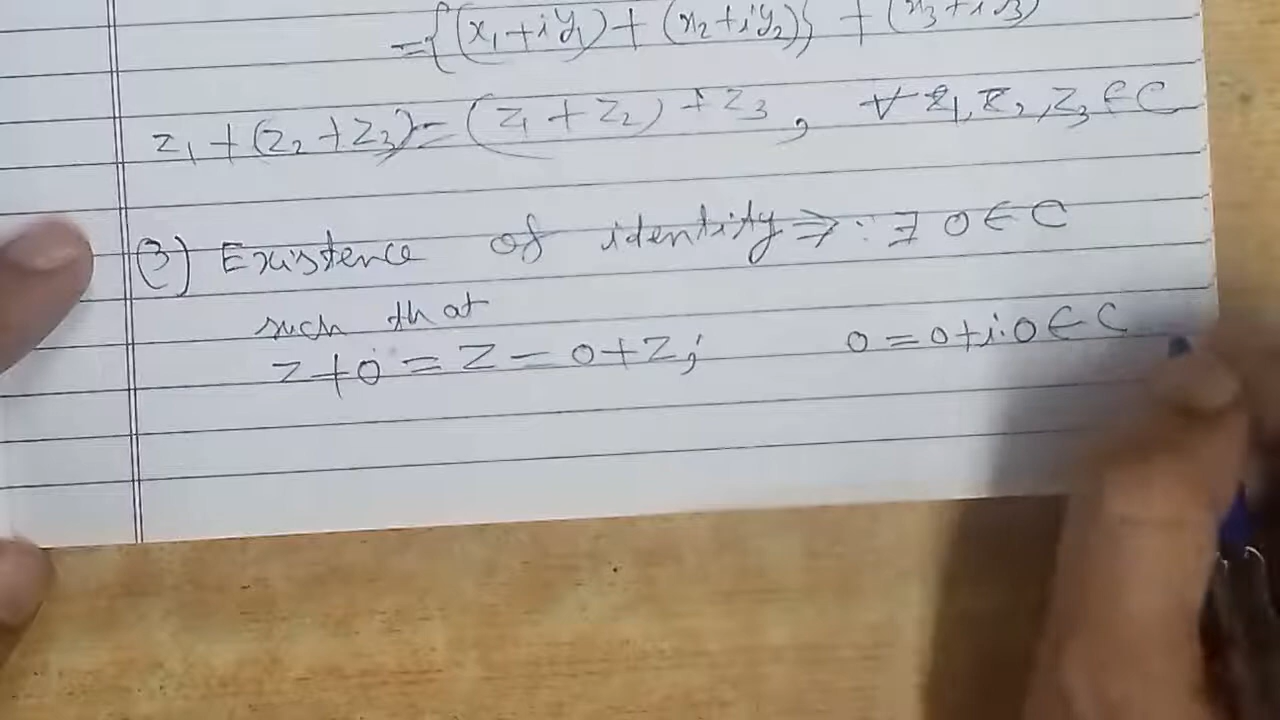 ={(x₁+iy₁)+(x₂+iy₂)} + (x₃+iy₃)
z₁+(z₂+z₃)=(z₁+z₂)+z₃, ∀ z₁,z₂,z₃∈C
(3) Existence of identity ⇒: ∃ 0∈C
such that
z+0=z=0+z; 0=0+i.0∈C